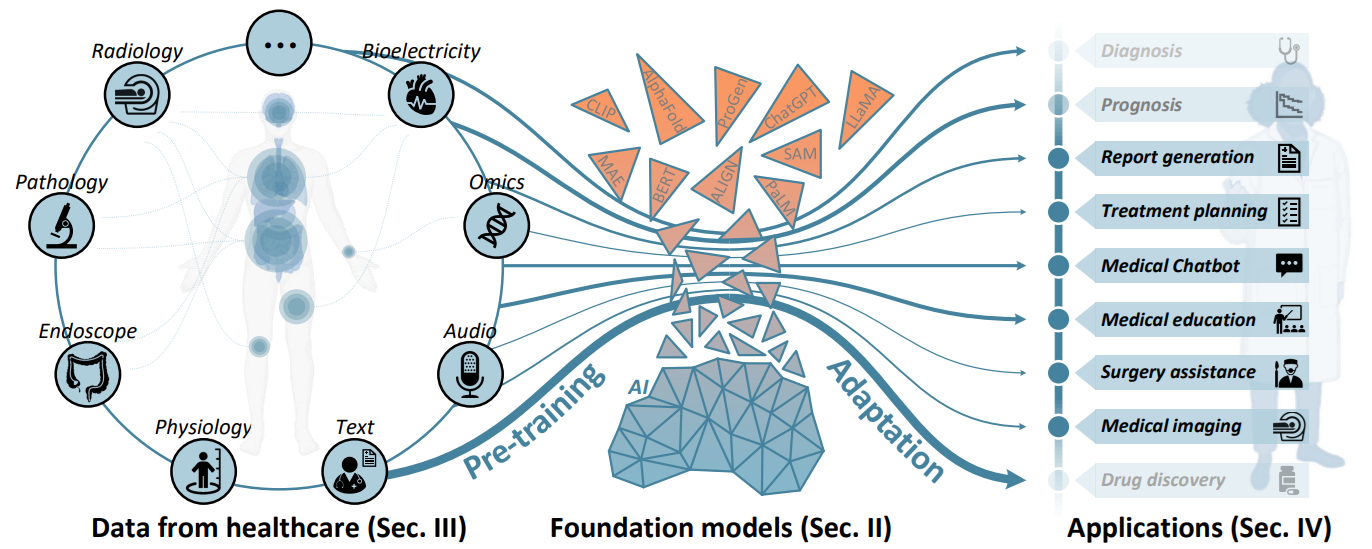 Radiology
...
Bioelectricity
Pathology
Omics
Endoscope
Audio
Physiology
Text
CLIP
AlphaFold
ProGen
ChatGPT
LLaMA
MAE
BERT
ALIGN
SAM
PaLM
AI
Pre-training
Adaptation
Diagnosis
Prognosis
Report generation
Treatment planning
Medical Chatbot
Medical education
Surgery assistance
Medical imaging
Drug discovery
Data from healthcare (Sec. III)
Foundation models (Sec. II)
Applications (Sec. IV)